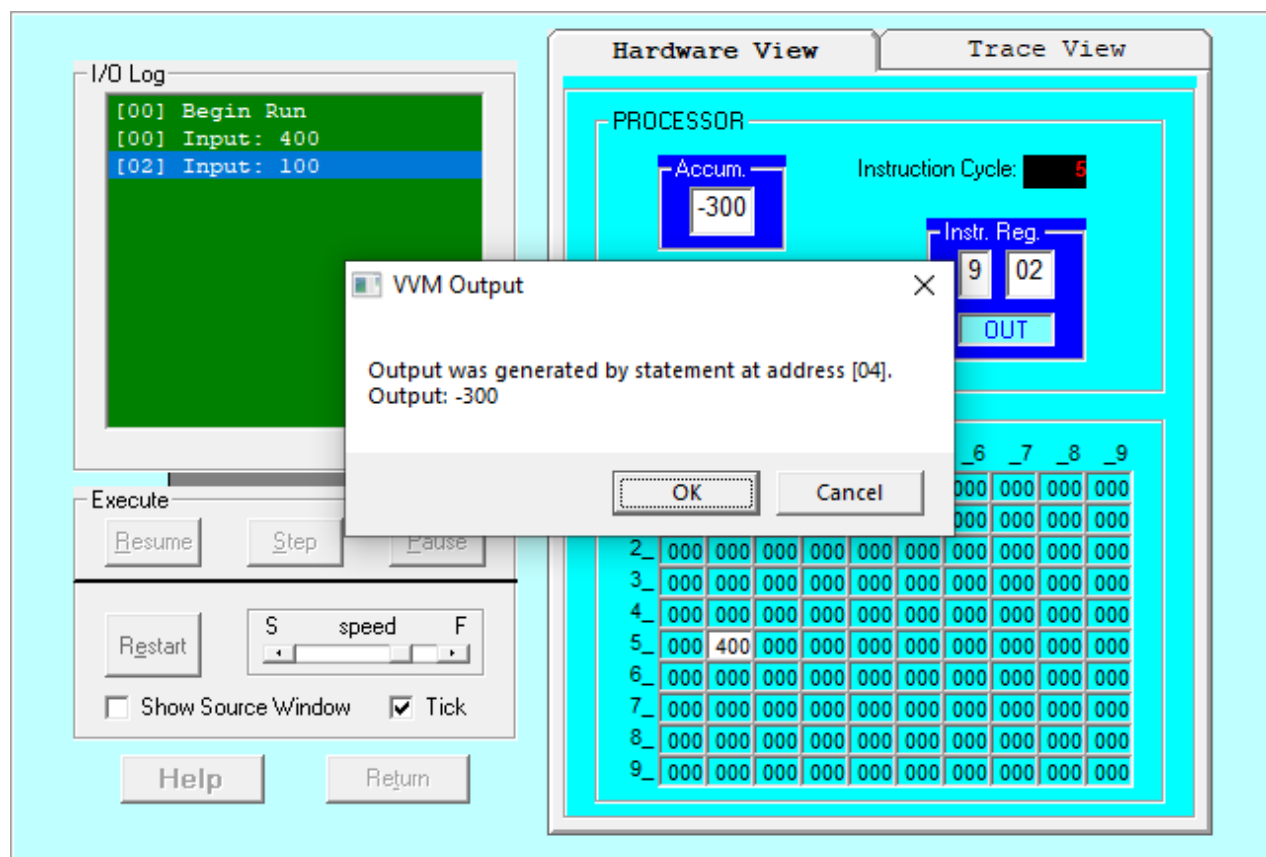 Hardware View
Trace View
I/O Log
[00] Begin Run
[00] Input: 400
[02] Input: 100
PROCESSOR
Accum.
-300
Instruction Cycle: 5
Instr. Reg.
9 02
OUT
VVM Output
Output was generated by statement at address [04].
Output: -300
OK
Cancel
Execute
Resume
Step
Pause
Restart
S speed F
Show Source Window
Tick
Help
Return
_6 _7 _8 _9
000 000 000 000
000 000 000 000
2_ 000 000 000 000 000 000 000 000 000 000
3_ 000 000 000 000 000 000 000 000 000 000
4_ 000 000 000 000 000 000 000 000 000 000
5_ 000 400 000 000 000 000 000 000 000 000
6_ 000 000 000 000 000 000 000 000 000 000
7_ 000 000 000 000 000 000 000 000 000 000
8_ 000 000 000 000 000 000 000 000 000 000
9_ 000 000 000 000 000 000 000 000 000 000